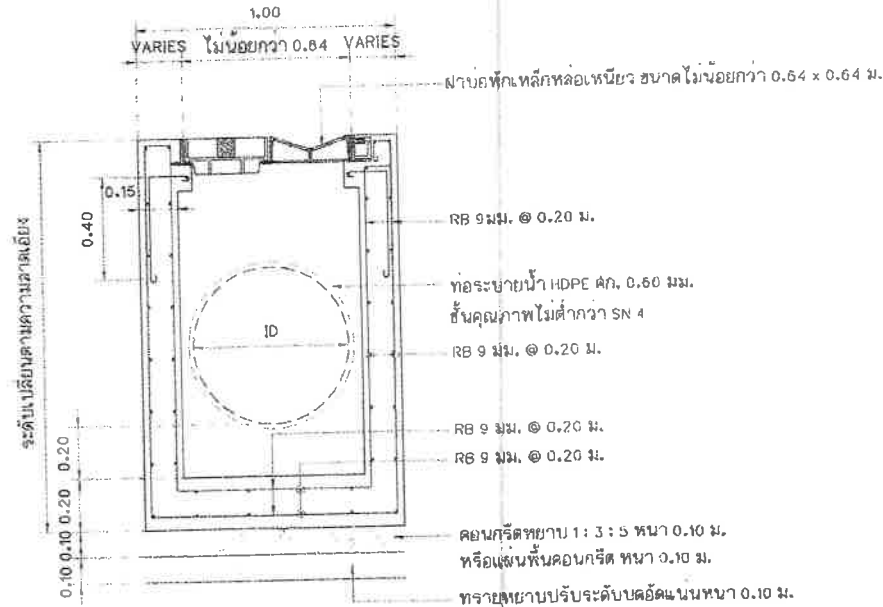 1.00
VARIES ไม่น้อยกว่า 0.64 VARIES
ฝาบ่อพักเหล็กหล่อเหนียว ขนาดไม่น้อยกว่า 0.64 x 0.64 ม.
0.15
0.40
RB 9 มม. @ 0.20 ม.
ท่อระบายน้ำ HDPE ศก. 0.60 มม.
ชั้นคุณภาพไม่ต่ำกว่า SN 4
ID
RB 9 มม. @ 0.20 ม.
ระดับเปลี่ยนตามความลาดเอียง
0.20
RB 9 มม. @ 0.20 ม.
RB 9 มม. @ 0.20 ม.
0.20
คอนกรีตหยาบ 1 : 3 : 5 หนา 0.10 ม.
หรือแผ่นพื้นคอนกรีต หนา 0.10 ม.
0.10
0.10
ทรายหยาบปรับระดับบดอัดแน่นหนา 0.10 ม.